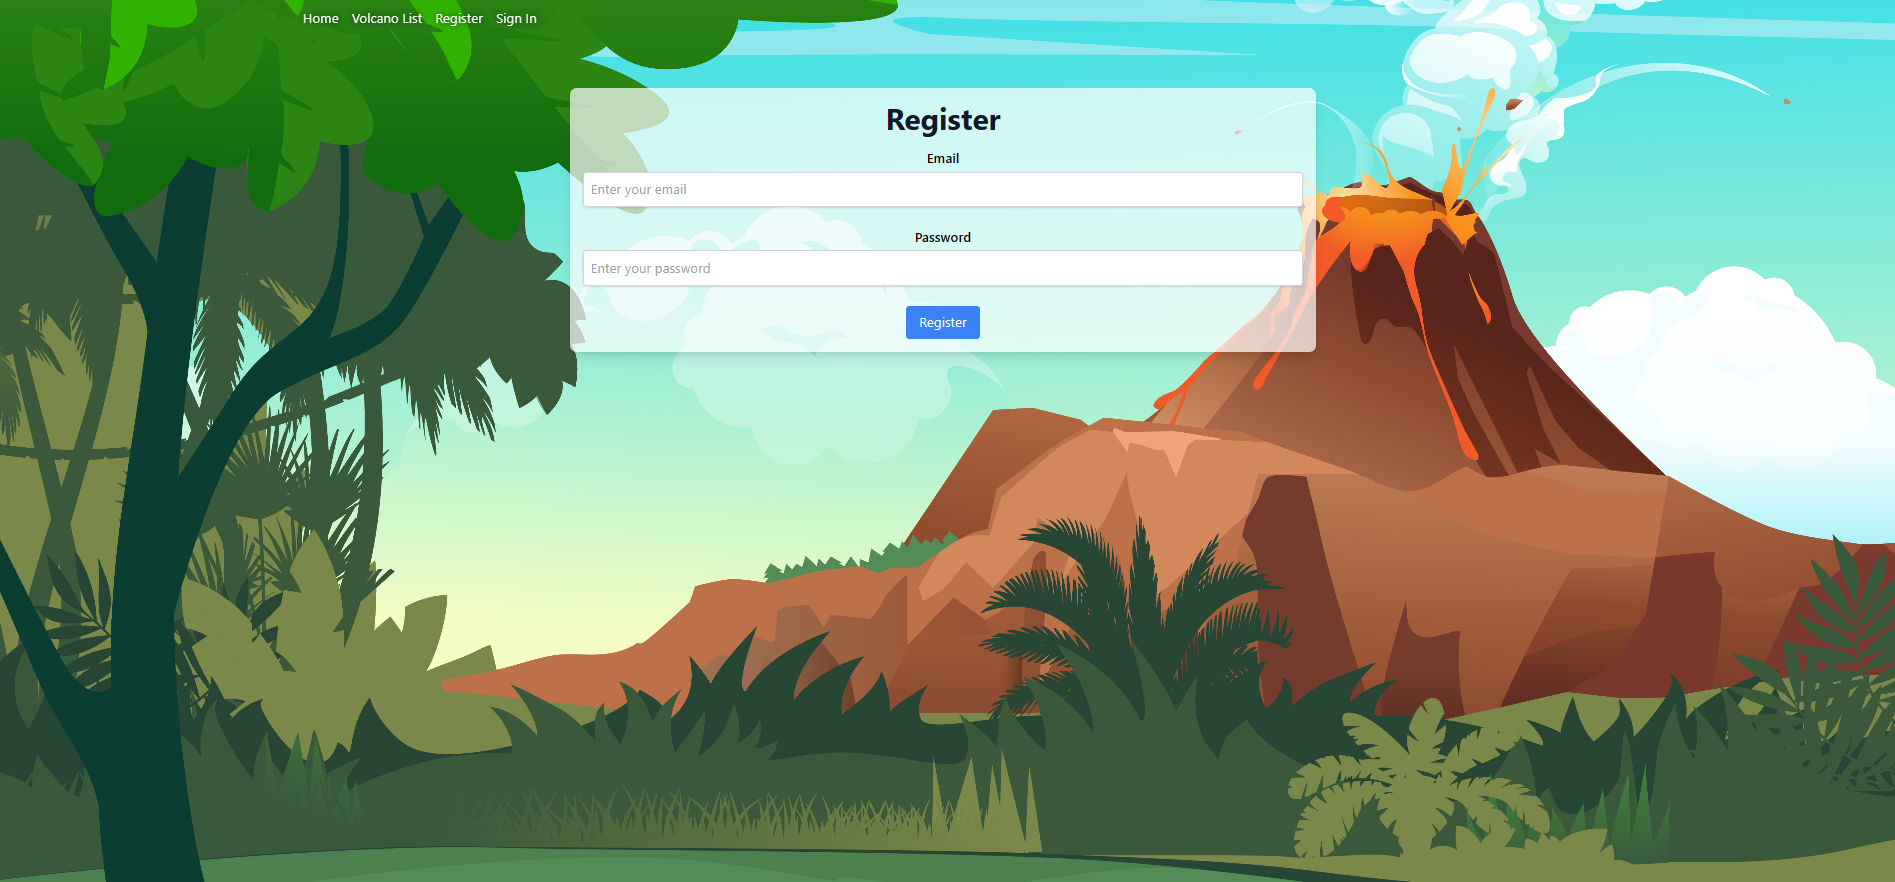 Home Volcano List Register Sign In
Register
Email
Enter your email
Password
Enter your password
Register